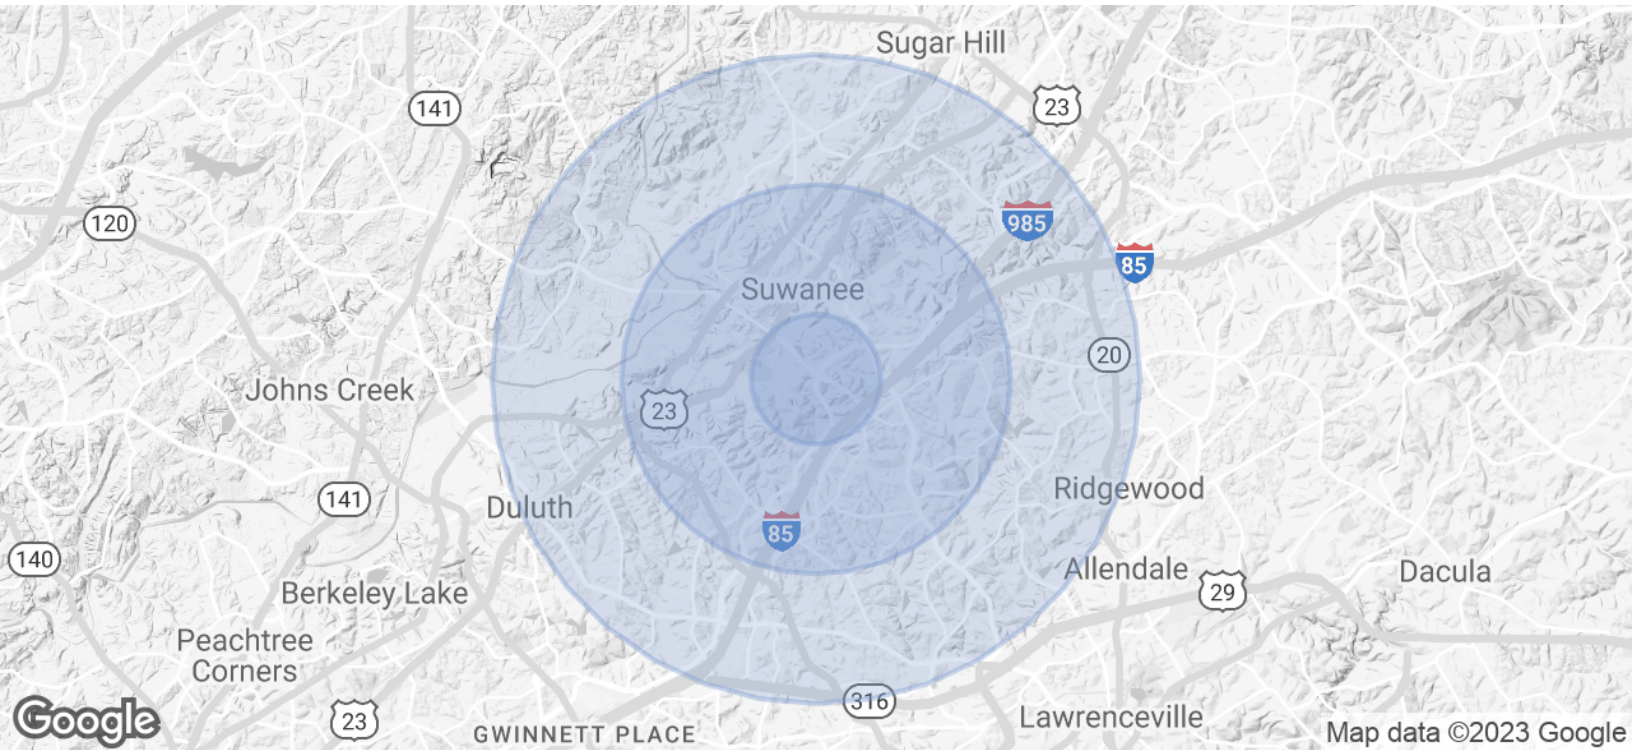 Sugar Hill
23
141
120
985
85
Suwanee
20
Johns Creek
23
Ridgewood
141
Duluth
85
140
Allendale
Dacula
29
Berkeley Lake
Peachtree
Corners
316
Google
23
GWINNETT PLACE
Lawrenceville
Map data ©2023 Google